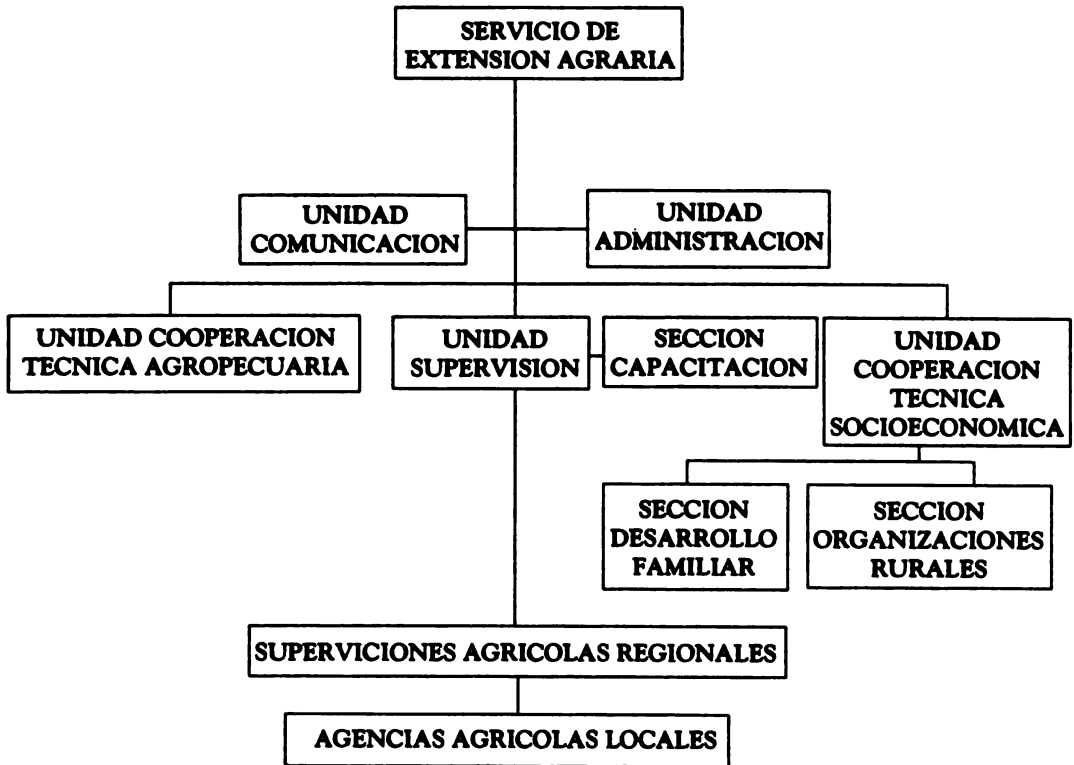 SERVICIO DE
EXTENSION AGRARIA
UNIDAD
COMUNICACION
UNIDAD
ADMINISTRACION
UNIDAD COOPERACION
TECNICA AGROPECUARIA
UNIDAD
SUPERVISION
SECCION
CAPACITACION
UNIDAD
COOPERACION
TECNICA
SOCIOECONOMICA
SECCION
DESARROLLO
FAMILIAR
SECCION
ORGANIZACIONES
RURALES
SUPERVICIONES AGRICOLAS REGIONALES
AGENCIAS AGRICOLAS LOCALES